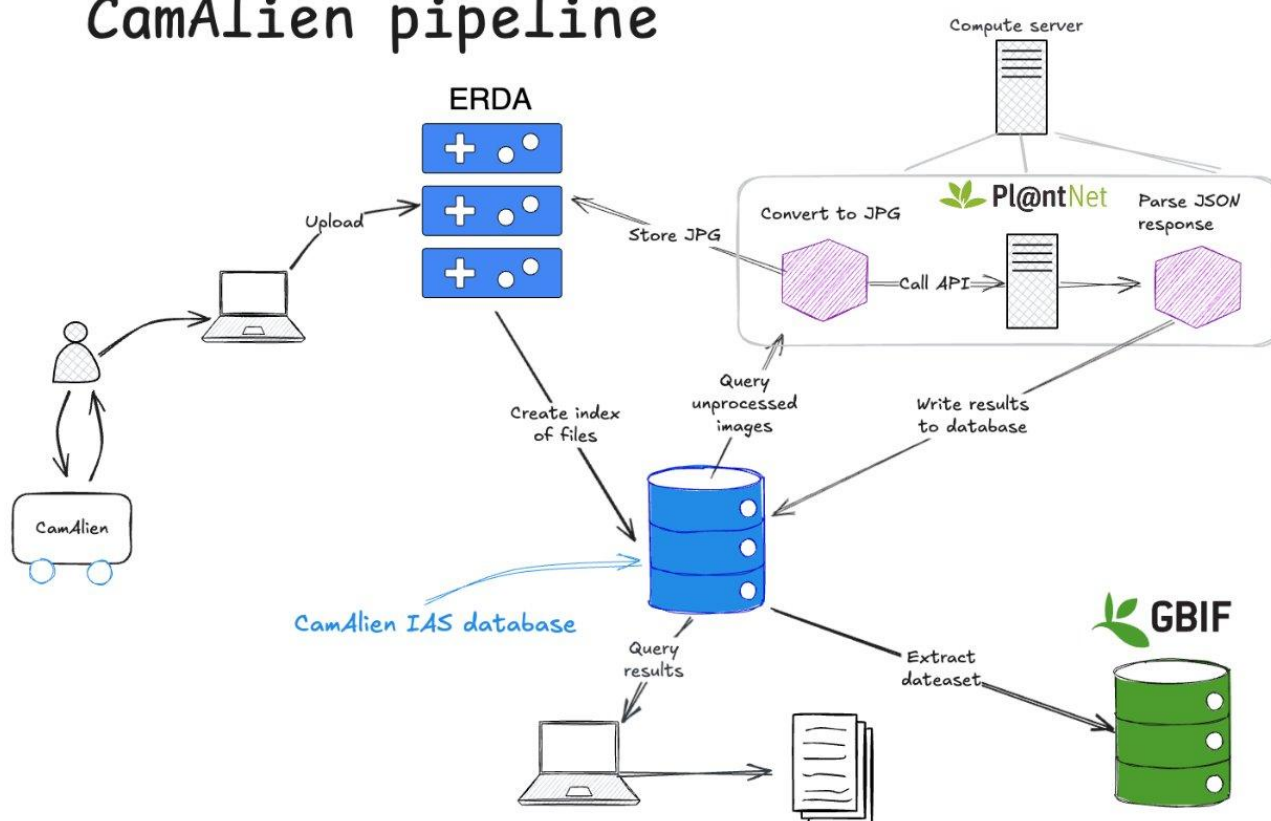 CamAlien pipeline
Compute server
ERDA
Pl@ntNet
Convert to JPG
Parse JSON
response
Upload
Store JPG
Call API
Query
unprocessed
images
Create index
of files
Write results
to database
CamAlien
CamAlien IAS database
GBIF
Query
results
Extract
dateaset